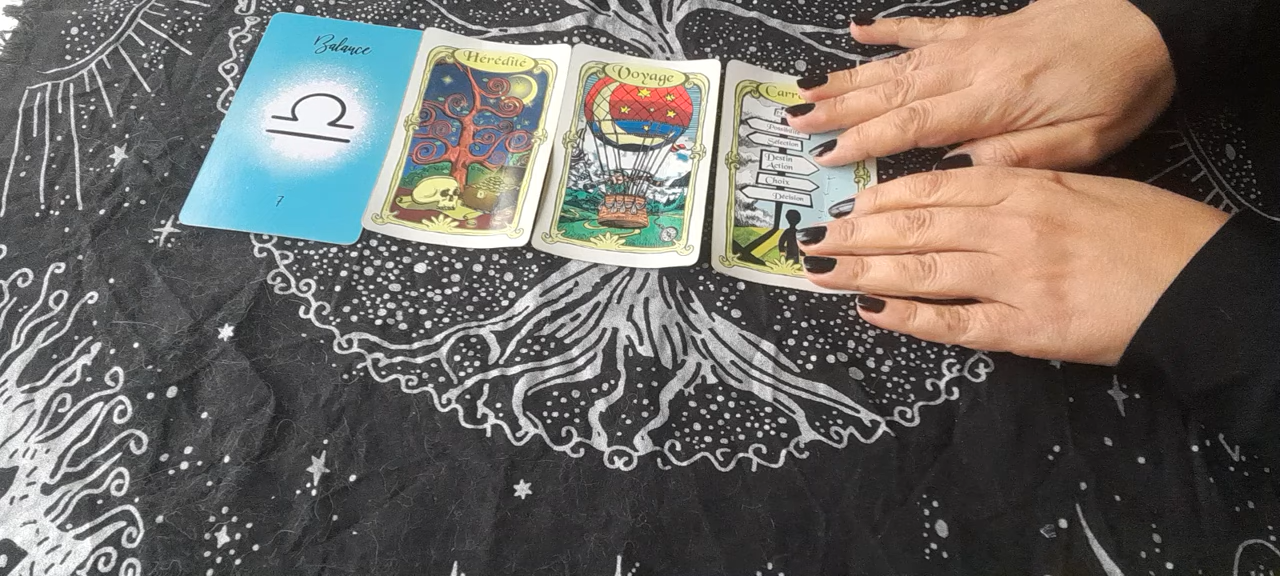 Balance
7
Hérédité
Voyage
Possibilité
Sélection
Destin
Action
Choix
Décision